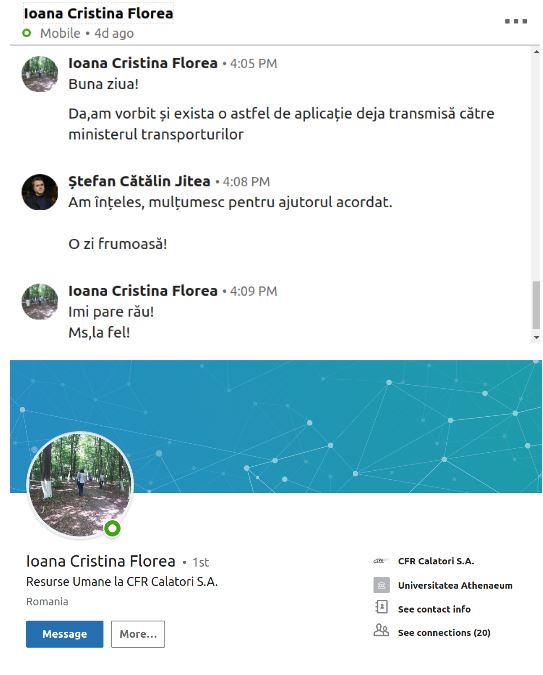 Ioana Cristina Florea
Mobile • 4d ago
Ioana Cristina Florea • 4:05 PM
Buna ziua!
Da,am vorbit și exista o astfel de aplicație deja transmisă către
ministerul transporturilor
Ștefan Cătălin Jitea • 4:08 PM
Am înțeles, mulțumesc pentru ajutorul acordat.
O zi frumoasă!
Ioana Cristina Florea • 4:09 PM
Imi pare rău!
Ms,la fel!
Ioana Cristina Florea • 1st
Resurse Umane la CFR Calatori S.A.
Romania
Message
More...
CFR Calatori S.A.
Universitatea Athenaeum
See contact info
See connections (20)